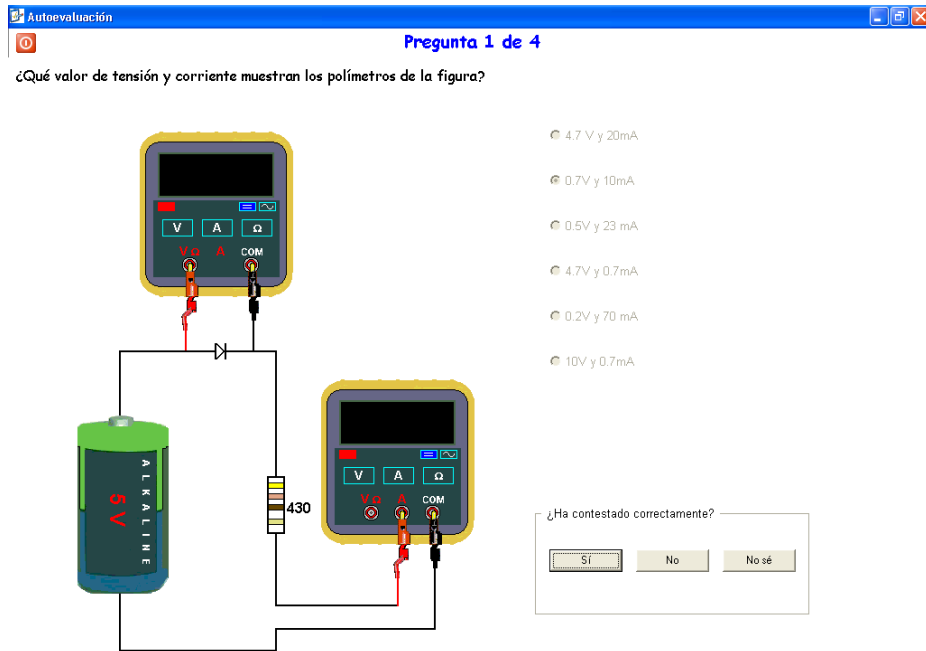 Autoevaluación
Pregunta 1 de 4
¿Qué valor de tensión y corriente muestran los polímetros de la figura?
V A Ω
VΩ A COM
ALKALINE
5 V
430
V A Ω
VΩ A COM
4.7 V y 20mA
0.7V y 10mA
0.5V y 23 mA
4.7V y 0.7mA
0.2V y 70 mA
10V y 0.7mA
¿Ha contestado correctamente?
Sí No No sé